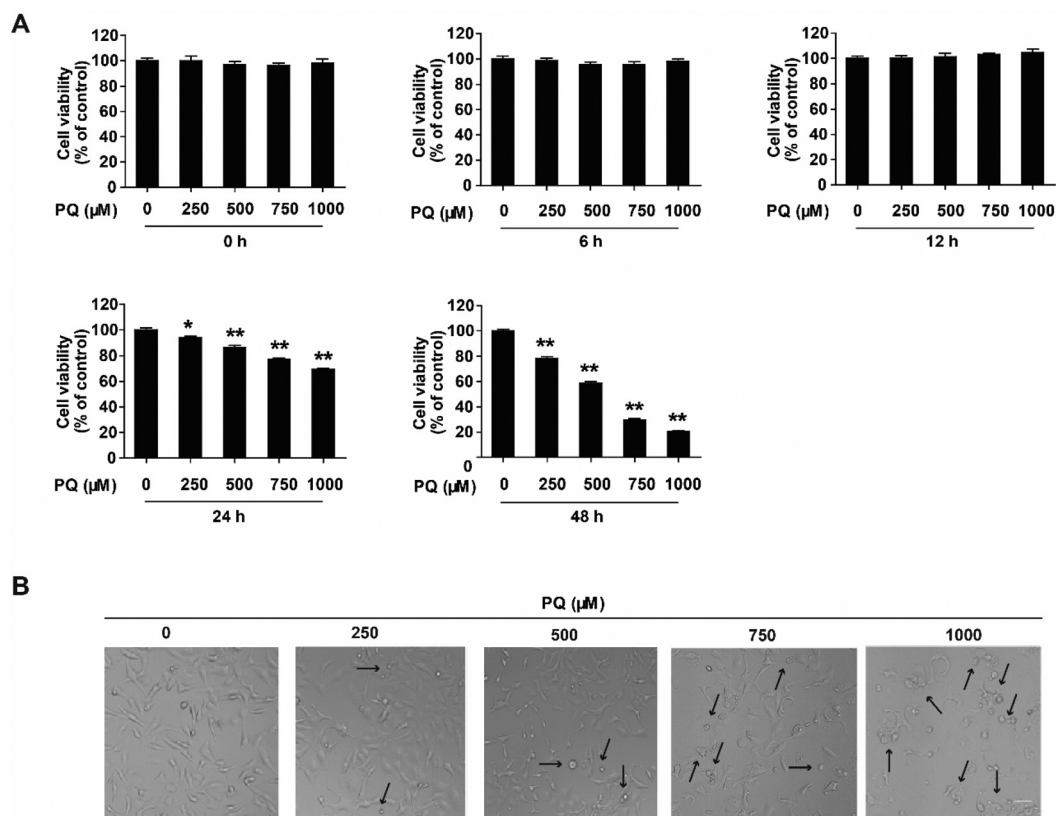 A
Cell viability
(% of control)
120
100
80
60
40
20
0
PQ (µM) 0 250 500 750 1000
0 h
Cell viability
(% of control)
120
100
80
60
40
20
0
PQ (µM) 0 250 500 750 1000
6 h
Cell viability
(% of control)
120
100
80
60
40
20
0
PQ (µM) 0 250 500 750 1000
12 h
Cell viability
(% of control)
120
100
80
60
40
20
0
* ** ** **
PQ (µM) 0 250 500 750 1000
24 h
Cell viability
(% of control)
120
100
80
60
40
20
0
** ** ** **
PQ (µM) 0 250 500 750 1000
48 h
B
PQ (µM)
0 250 500 750 1000